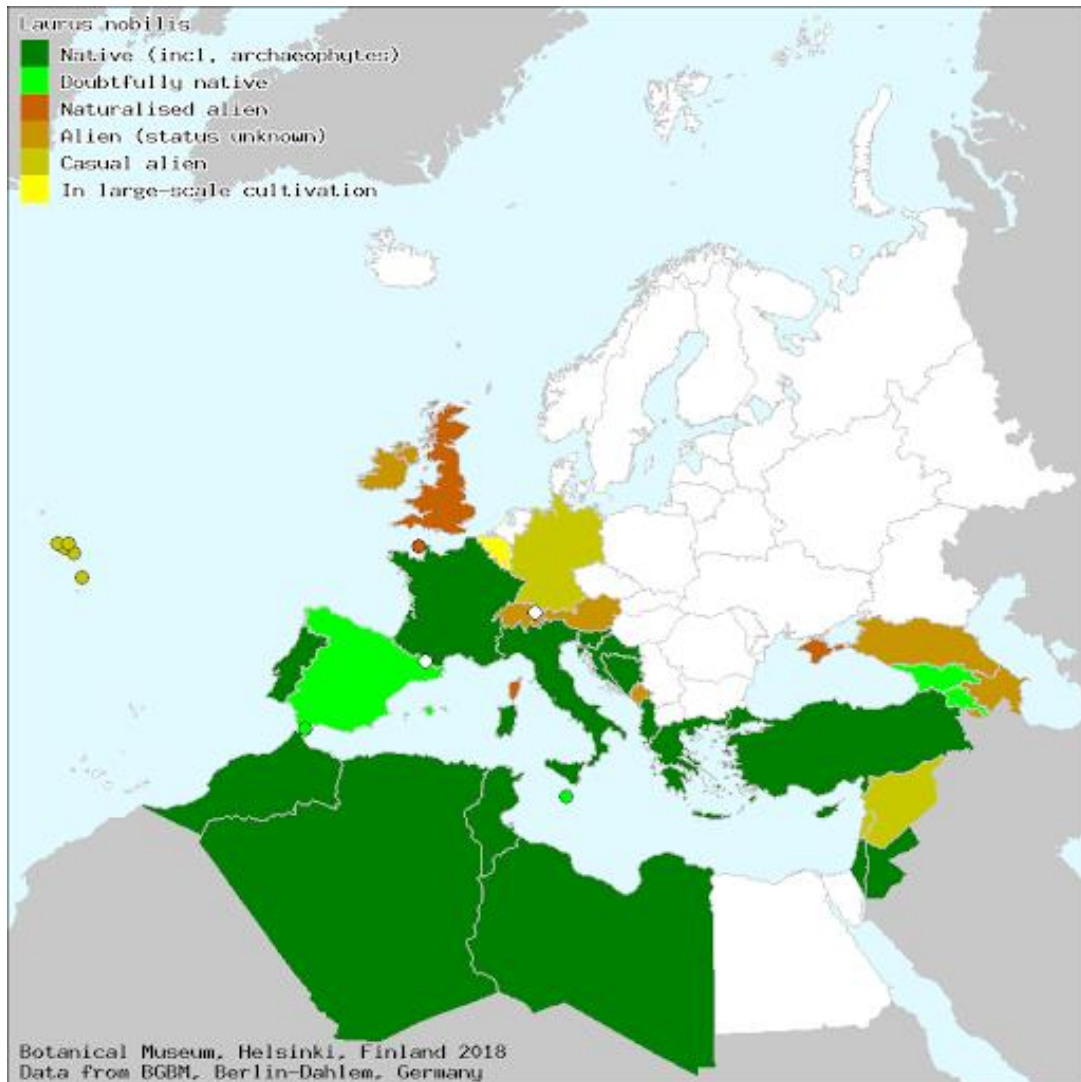 Laurus nobilis
Native (incl. archaeophytes)
Doubtfully native
Naturalised alien
Alien (status unknown)
Casual alien
In large-scale cultivation
Botanical Museum, Helsinki, Finland 2018
Data from BGBM, Berlin-Dahlem, Germany